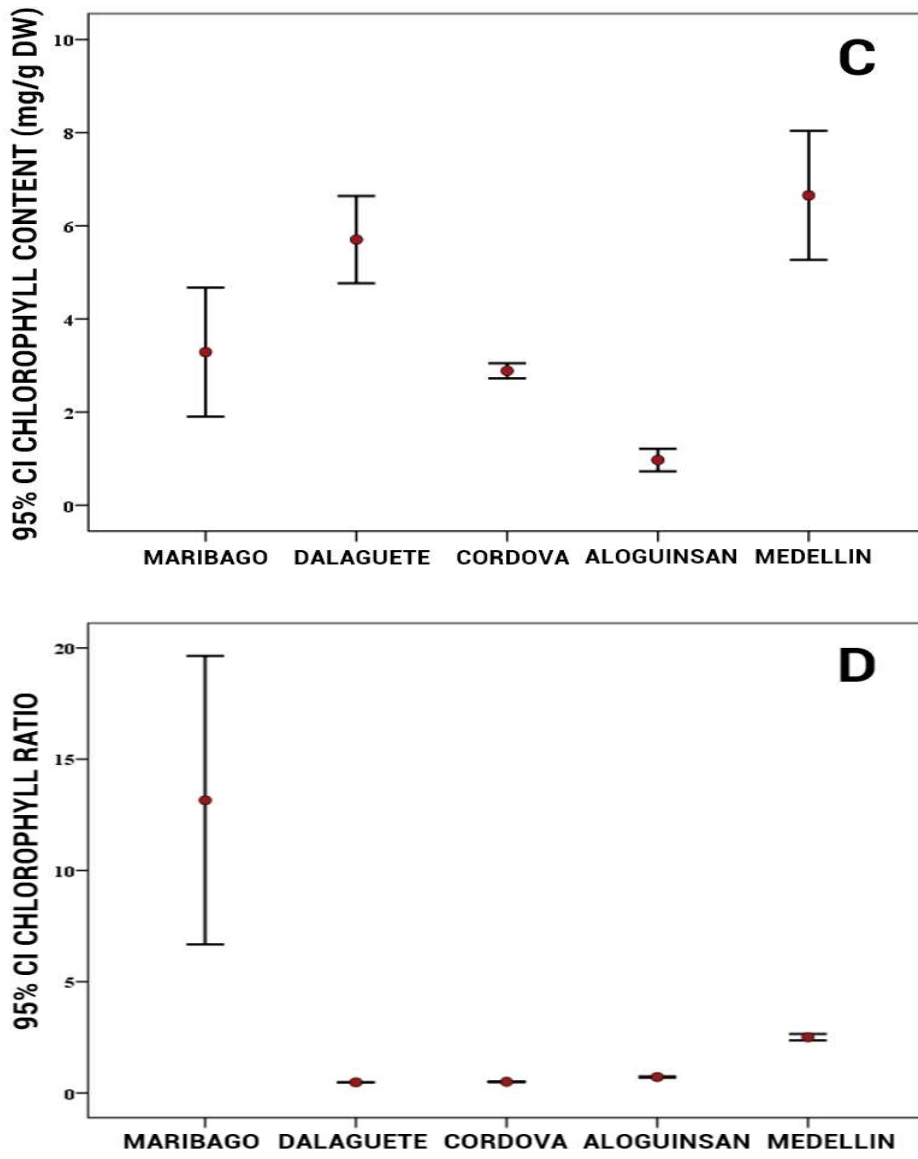 95% CI CHLOROPHYLL CONTENT (mg/g DW)
C
10
8
6
4
2
0
MARIBAGO DALAGUETE CORDOVA ALOGUINSAN MEDELLIN
95% CI CHLOROPHYLL RATIO
D
20
15
10
5
0
MARIBAGO DALAGUETE CORDOVA ALOGUINSAN MEDELLIN